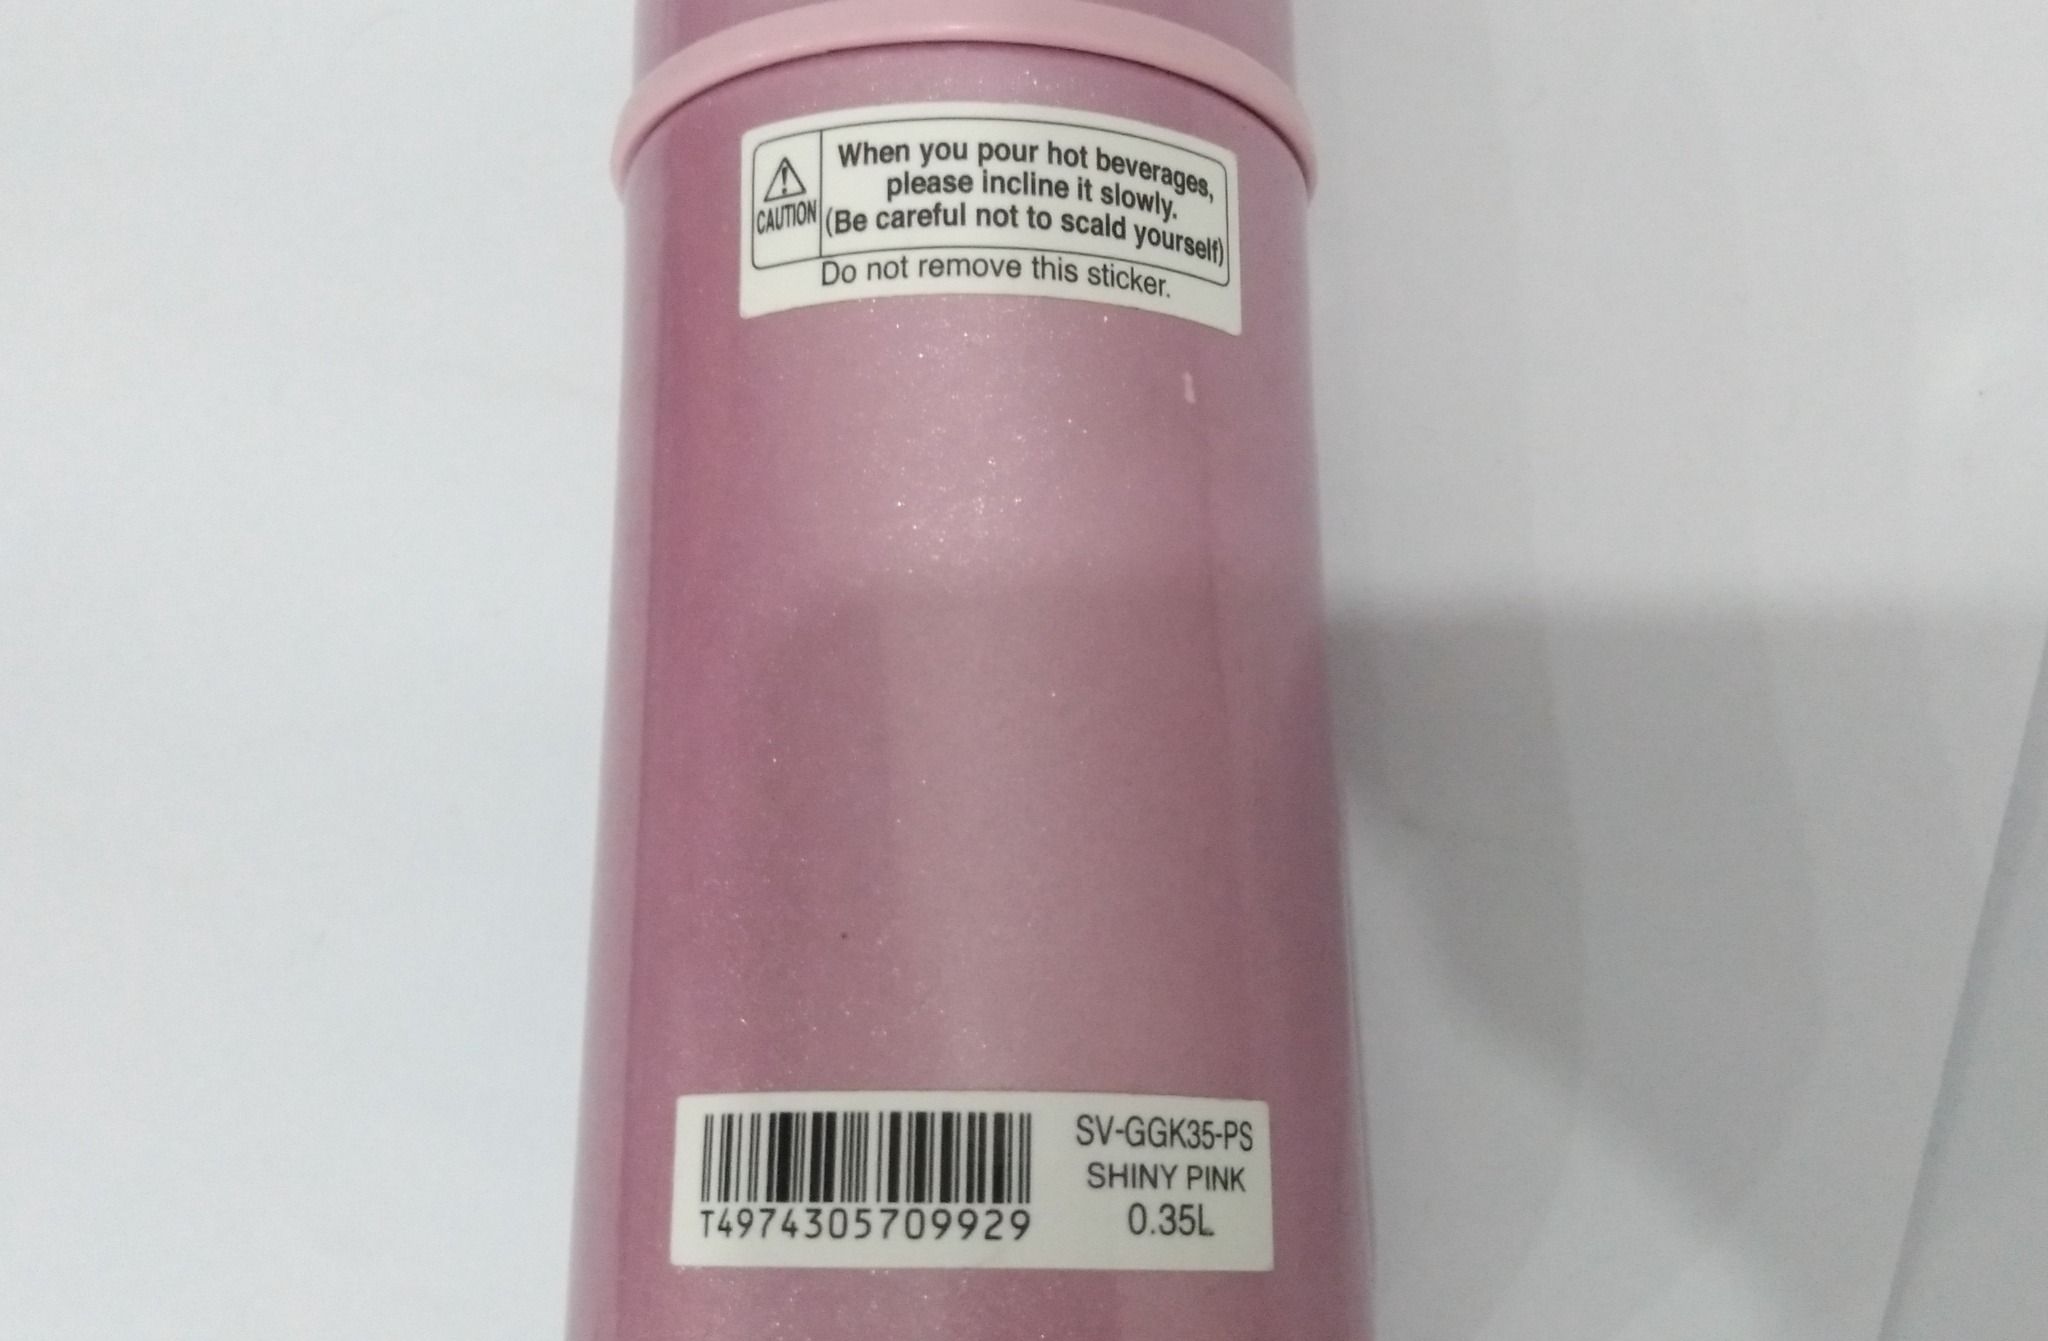 CAUTION
When you pour hot beverages,
please incline it slowly.
(Be careful not to scald yourself)
Do not remove this sticker.
T4974305709929
SV-GGK35-PS
SHINY PINK
0.35L